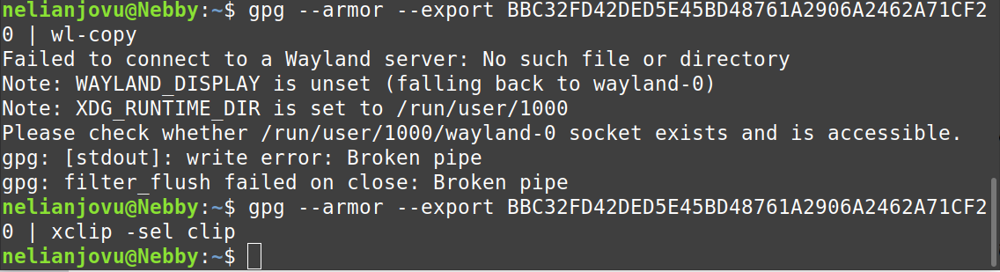 nelianjovu@Nebby:~$ gpg --armor --export BBC32FD42DED5E45BD48761A2906A2462A71CF2
0 | wl-copy
Failed to connect to a Wayland server: No such file or directory
Note: WAYLAND_DISPLAY is unset (falling back to wayland-0)
Note: XDG_RUNTIME_DIR is set to /run/user/1000
Please check whether /run/user/1000/wayland-0 socket exists and is accessible.
gpg: [stdout]: write error: Broken pipe
gpg: filter_flush failed on close: Broken pipe
nelianjovu@Nebby:~$ gpg --armor --export BBC32FD42DED5E45BD48761A2906A2462A71CF2
0 | xclip -sel clip
nelianjovu@Nebby:~$